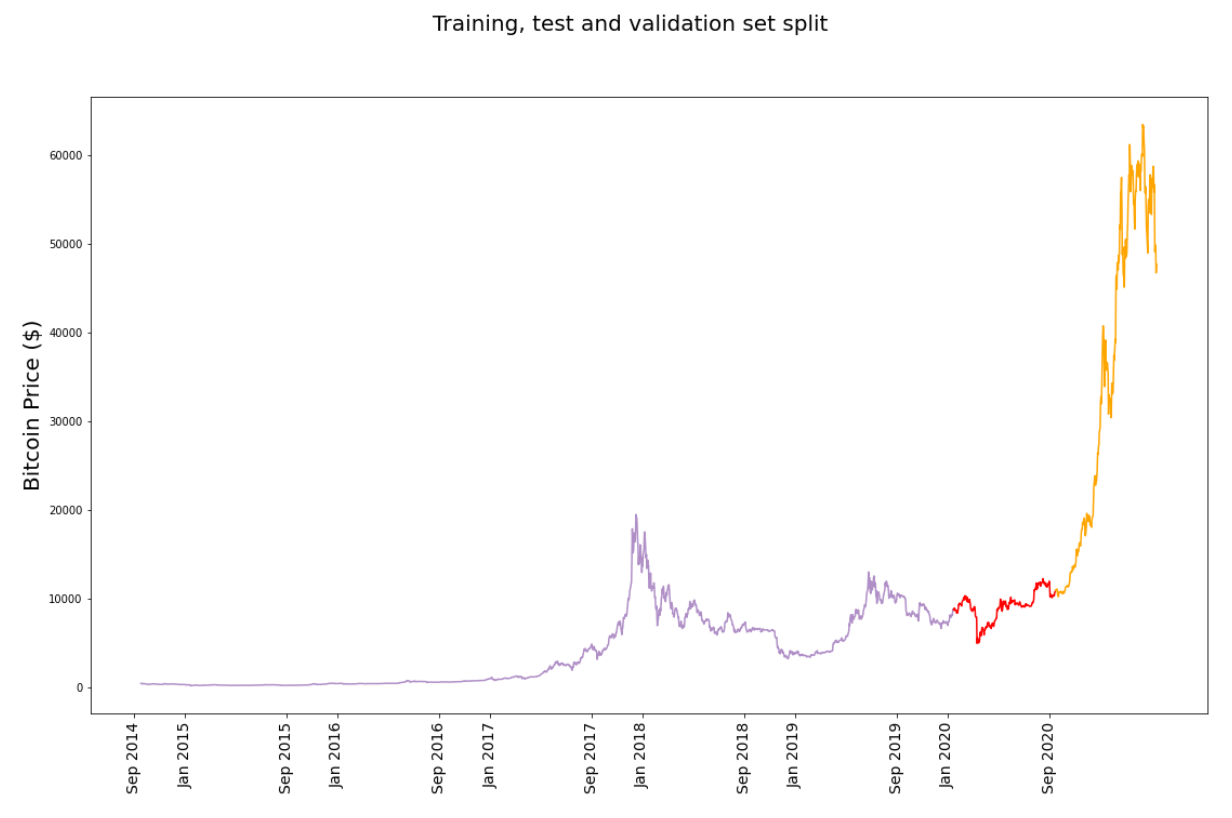 Training, test and validation set split
Bitcoin Price ($)
60000
50000
40000
30000
20000
10000
0
Sep 2014
Jan 2015
Sep 2015
Jan 2016
Sep 2016
Jan 2017
Sep 2017
Jan 2018
Sep 2018
Jan 2019
Sep 2019
Jan 2020
Sep 2020